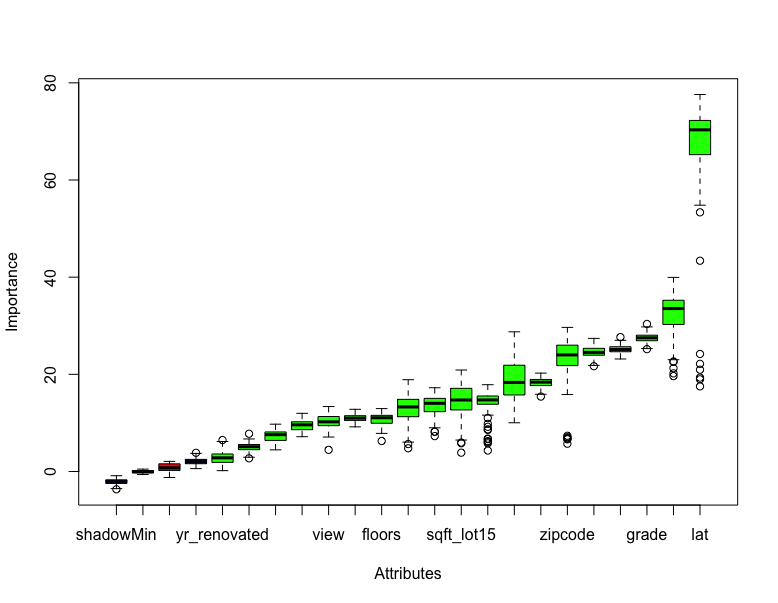 80
60
40
20
0
Importance
shadowMin yr_renovated view floors sqft_lot15 zipcode grade lat
Attributes